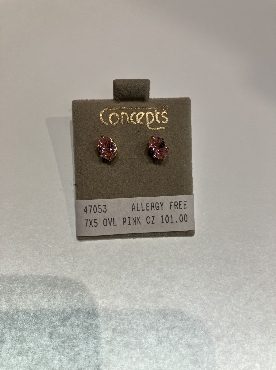 Concepts
47053 ALLERGY FREE
7X5 OVL PINK CZ 101.00